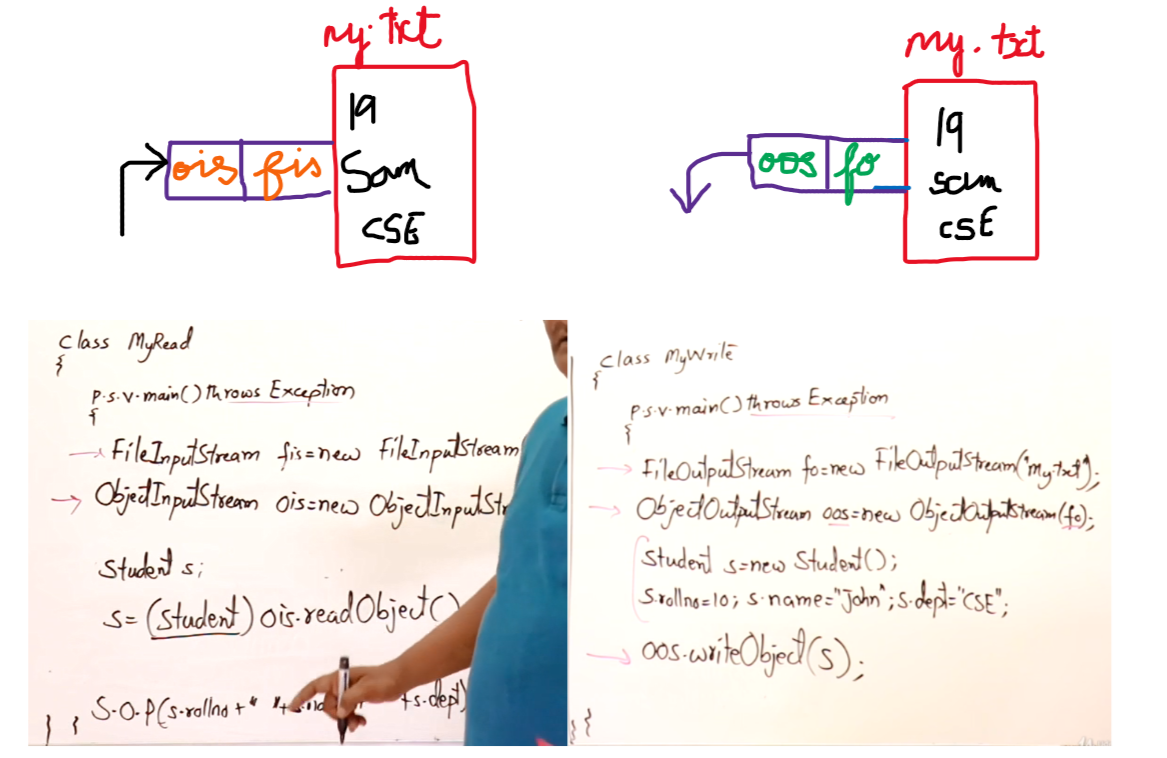 my.txt
19
Sam
CSE
ois fis
my.txt
19
sam
CSE
oos fo
class MyRead
{
p.s.v.main() throws Exception
{
FileInputStream fis=new FileInputStream
ObjectInputStream ois=new ObjectInputStr
Student s;
s=(student) ois.readObject()
S.O.P(s.rollno+" "+s. +s.dept)
} }
class MyWrite
{
p.s.v.main() throws Exception
{
FileOutputStream fo=new FileOutputStream("My.txt");
ObjectOutputStream oos=new ObjectOutputStream(fo);
Student s=new Student();
s.rollno=10; s.name="John"; s.dept="CSE";
oos.writeObject(s);
}}